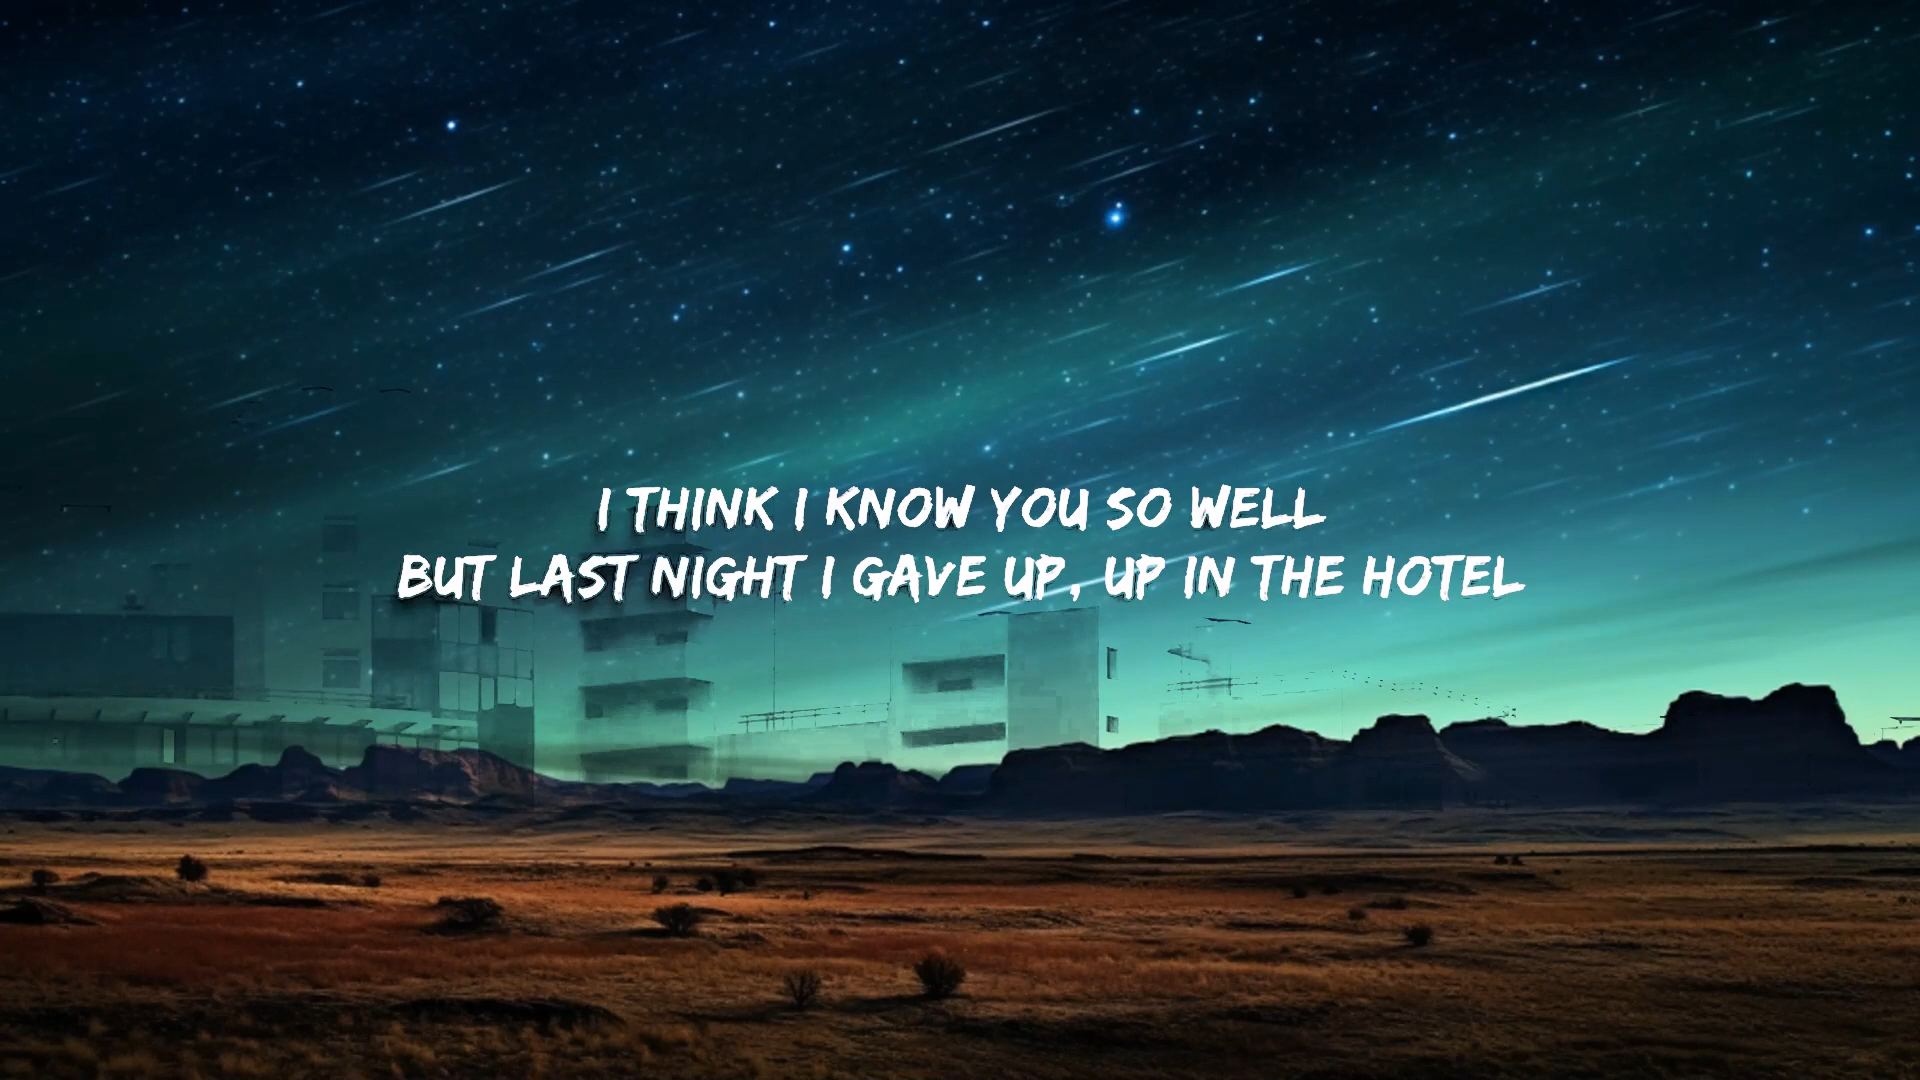 I THINK I KNOW YOU SO WELL
BUT LAST NIGHT I GAVE UP, UP IN THE HOTEL